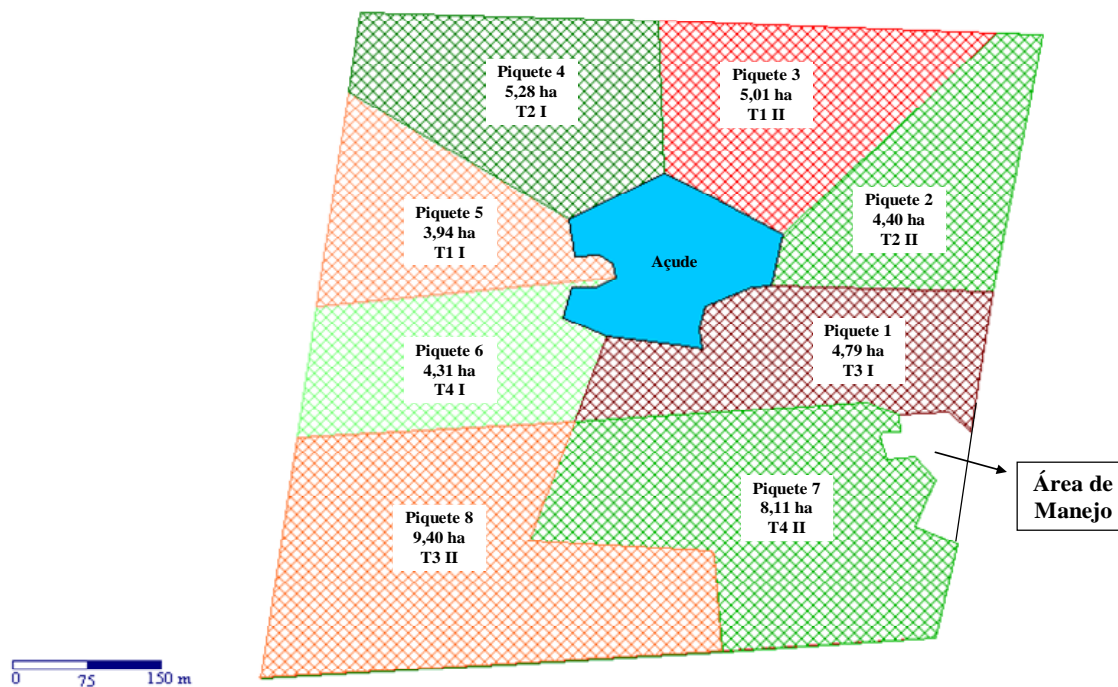 Piquete 4
5,28 ha
T2 I
Piquete 3
5,01 ha
T1 II
Piquete 2
4,40 ha
T2 II
Piquete 5
3,94 ha
T1 I
Açude
Piquete 1
4,79 ha
T3 I
Piquete 6
4,31 ha
T4 I
Piquete 7
8,11 ha
T4 II
Área de
Manejo
Piquete 8
9,40 ha
T3 II
0 75 150 m